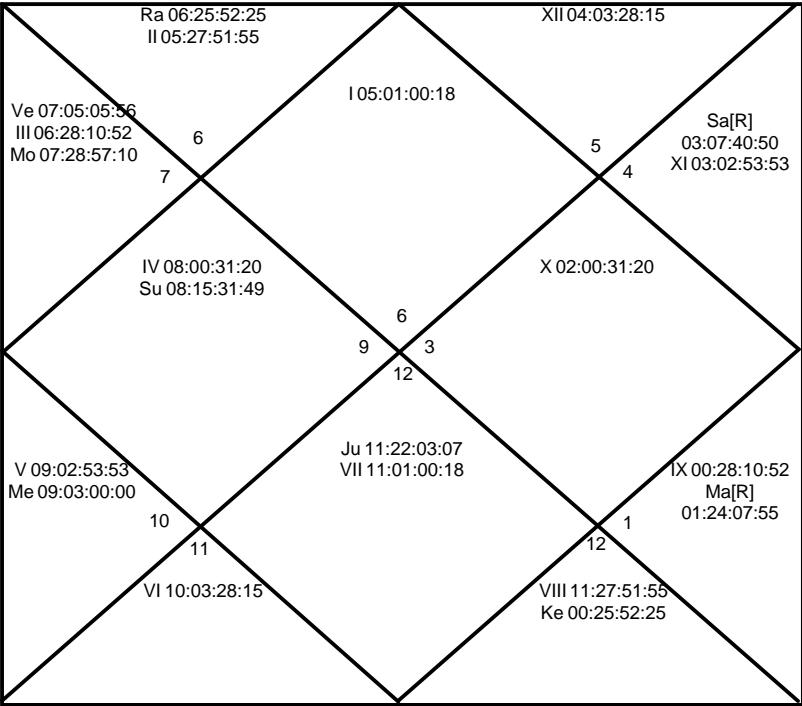 Ra 06:25:52:25
II 05:27:51:55
XII 04:03:28:15
I 05:01:00:18
Ve 07:05:05:56
III 06:28:10:52
Mo 07:28:57:10
6
7
5
4
Sa[R]
03:07:40:50
XI 03:02:53:53
IV 08:00:31:20
Su 08:15:31:49
X 02:00:31:20
6
9
3
12
Ju 11:22:03:07
VII 11:01:00:18
V 09:02:53:53
Me 09:03:00:00
IX 00:28:10:52
Ma[R]
01:24:07:55
10
11
1
12
VI 10:03:28:15
VIII 11:27:51:55
Ke 00:25:52:25